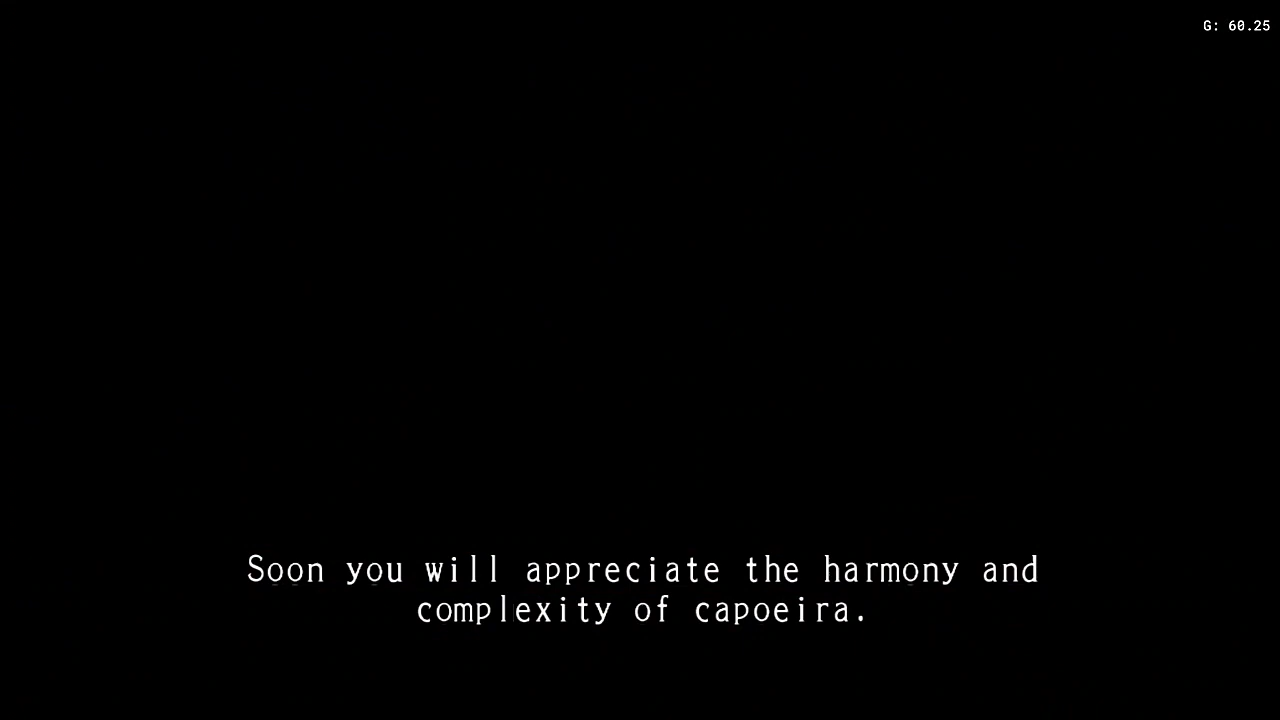 G: 60.25
Soon you will appreciate the harmony and
complexity of capoeira.